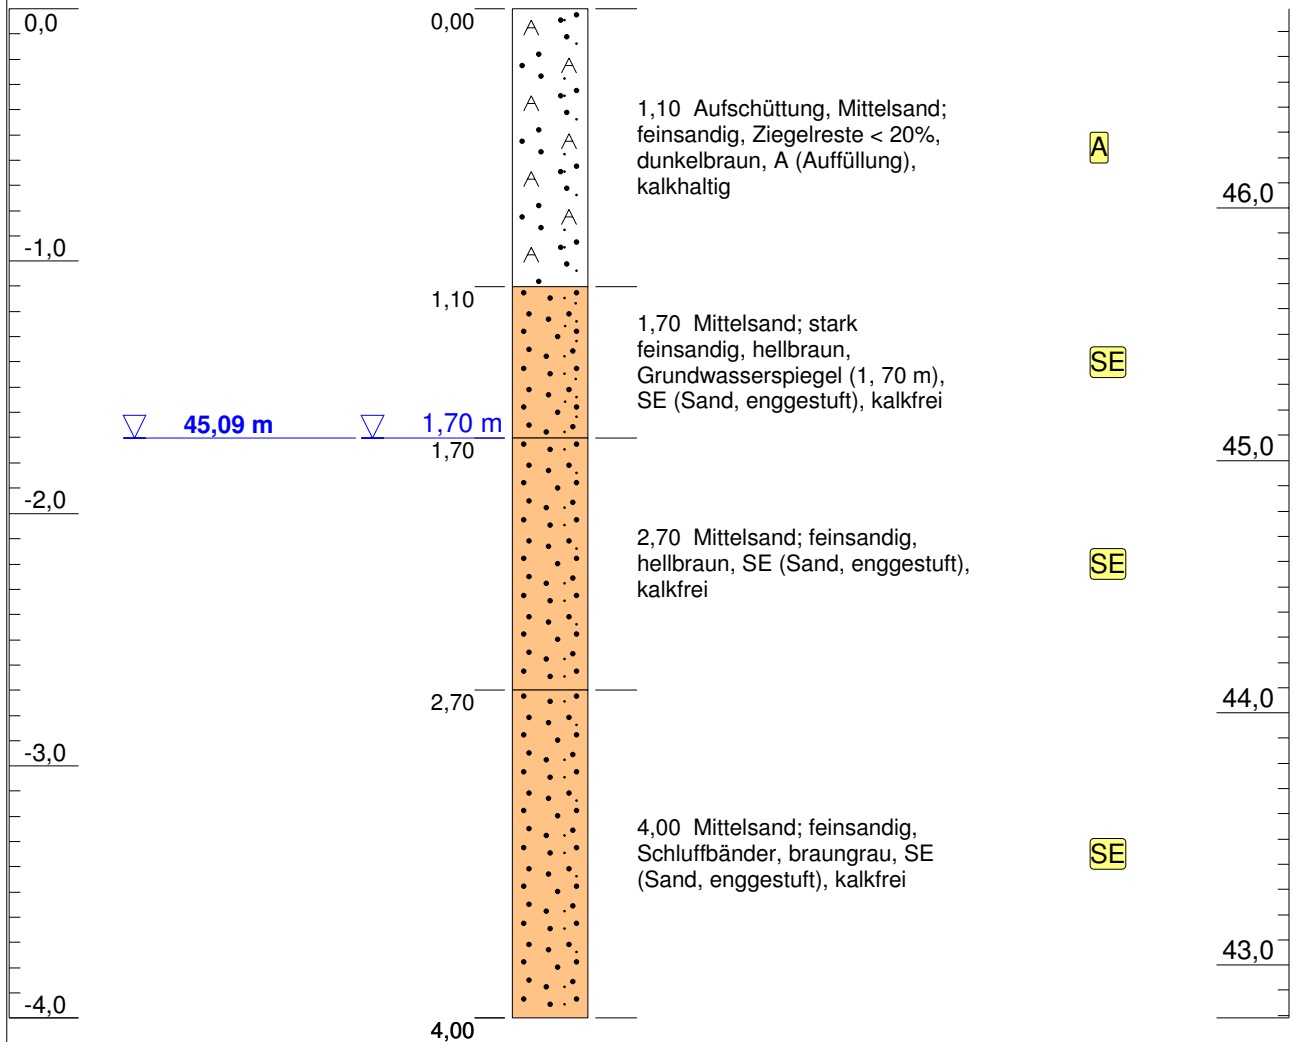 0,0
0,00
A
A
A
A
A
A
A
1,10 Aufschüttung, Mittelsand;
feinsandig, Ziegelreste < 20%,
dunkelbraun, A (Auffüllung),
kalkhaltig
A
46,0
-1,0
1,10
1,70 Mittelsand; stark
feinsandig, hellbraun,
Grundwasserspiegel (1, 70 m),
SE (Sand, enggestuft), kalkfrei
SE
45,09 m
1,70 m
1,70
45,0
-2,0
2,70 Mittelsand; feinsandig,
hellbraun, SE (Sand, enggestuft),
kalkfrei
SE
2,70
44,0
-3,0
4,00 Mittelsand; feinsandig,
Schluffbänder, braungrau, SE
(Sand, enggestuft), kalkfrei
SE
43,0
-4,0
4,00